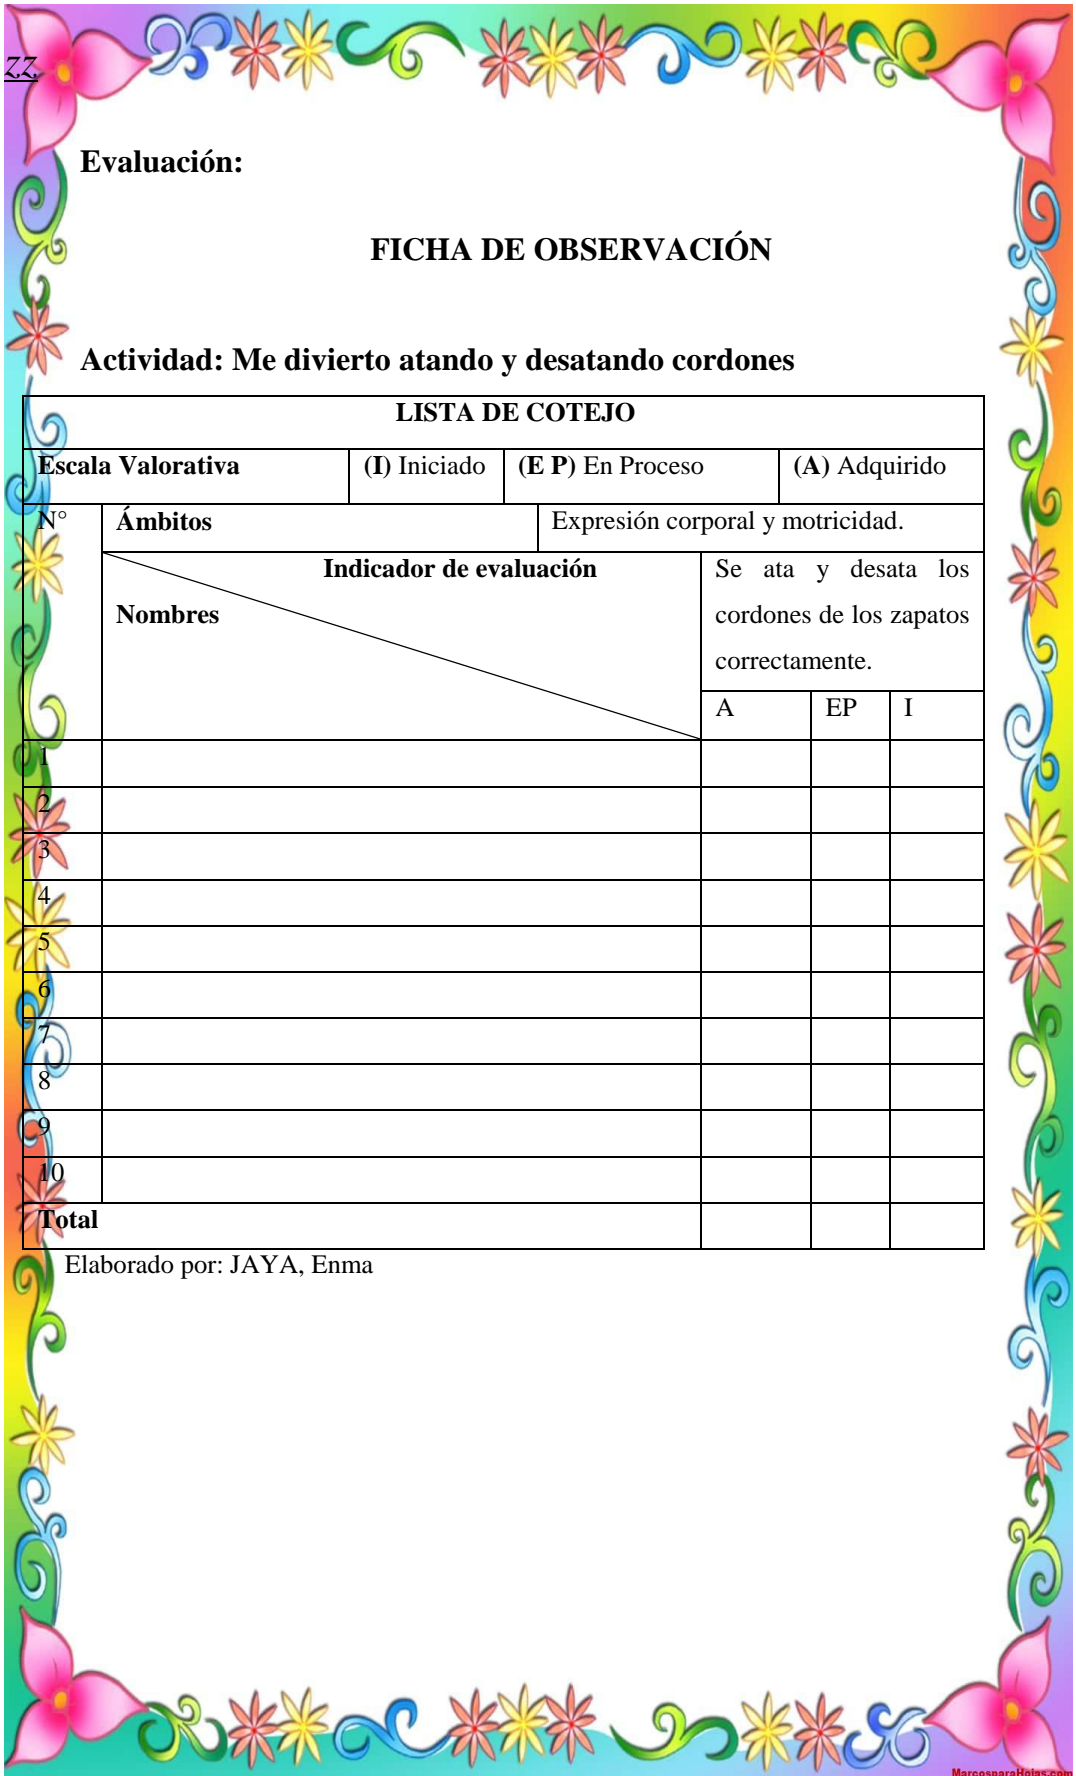 zz
Evaluación:
FICHA DE OBSERVACIÓN
Actividad: Me divierto atando y desatando cordones
LISTA DE COTEJO
Escala Valorativa (I) Iniciado (E P) En Proceso (A) Adquirido
N° Ámbitos Expresión corporal y motricidad.
Indicador de evaluación
Nombres
Se ata y desata los
cordones de los zapatos
correctamente.
A EP I
1
2
3
4
5
6
7
8
9
10
Total
Elaborado por: JAYA, Enma
MarcosparaHojas.com